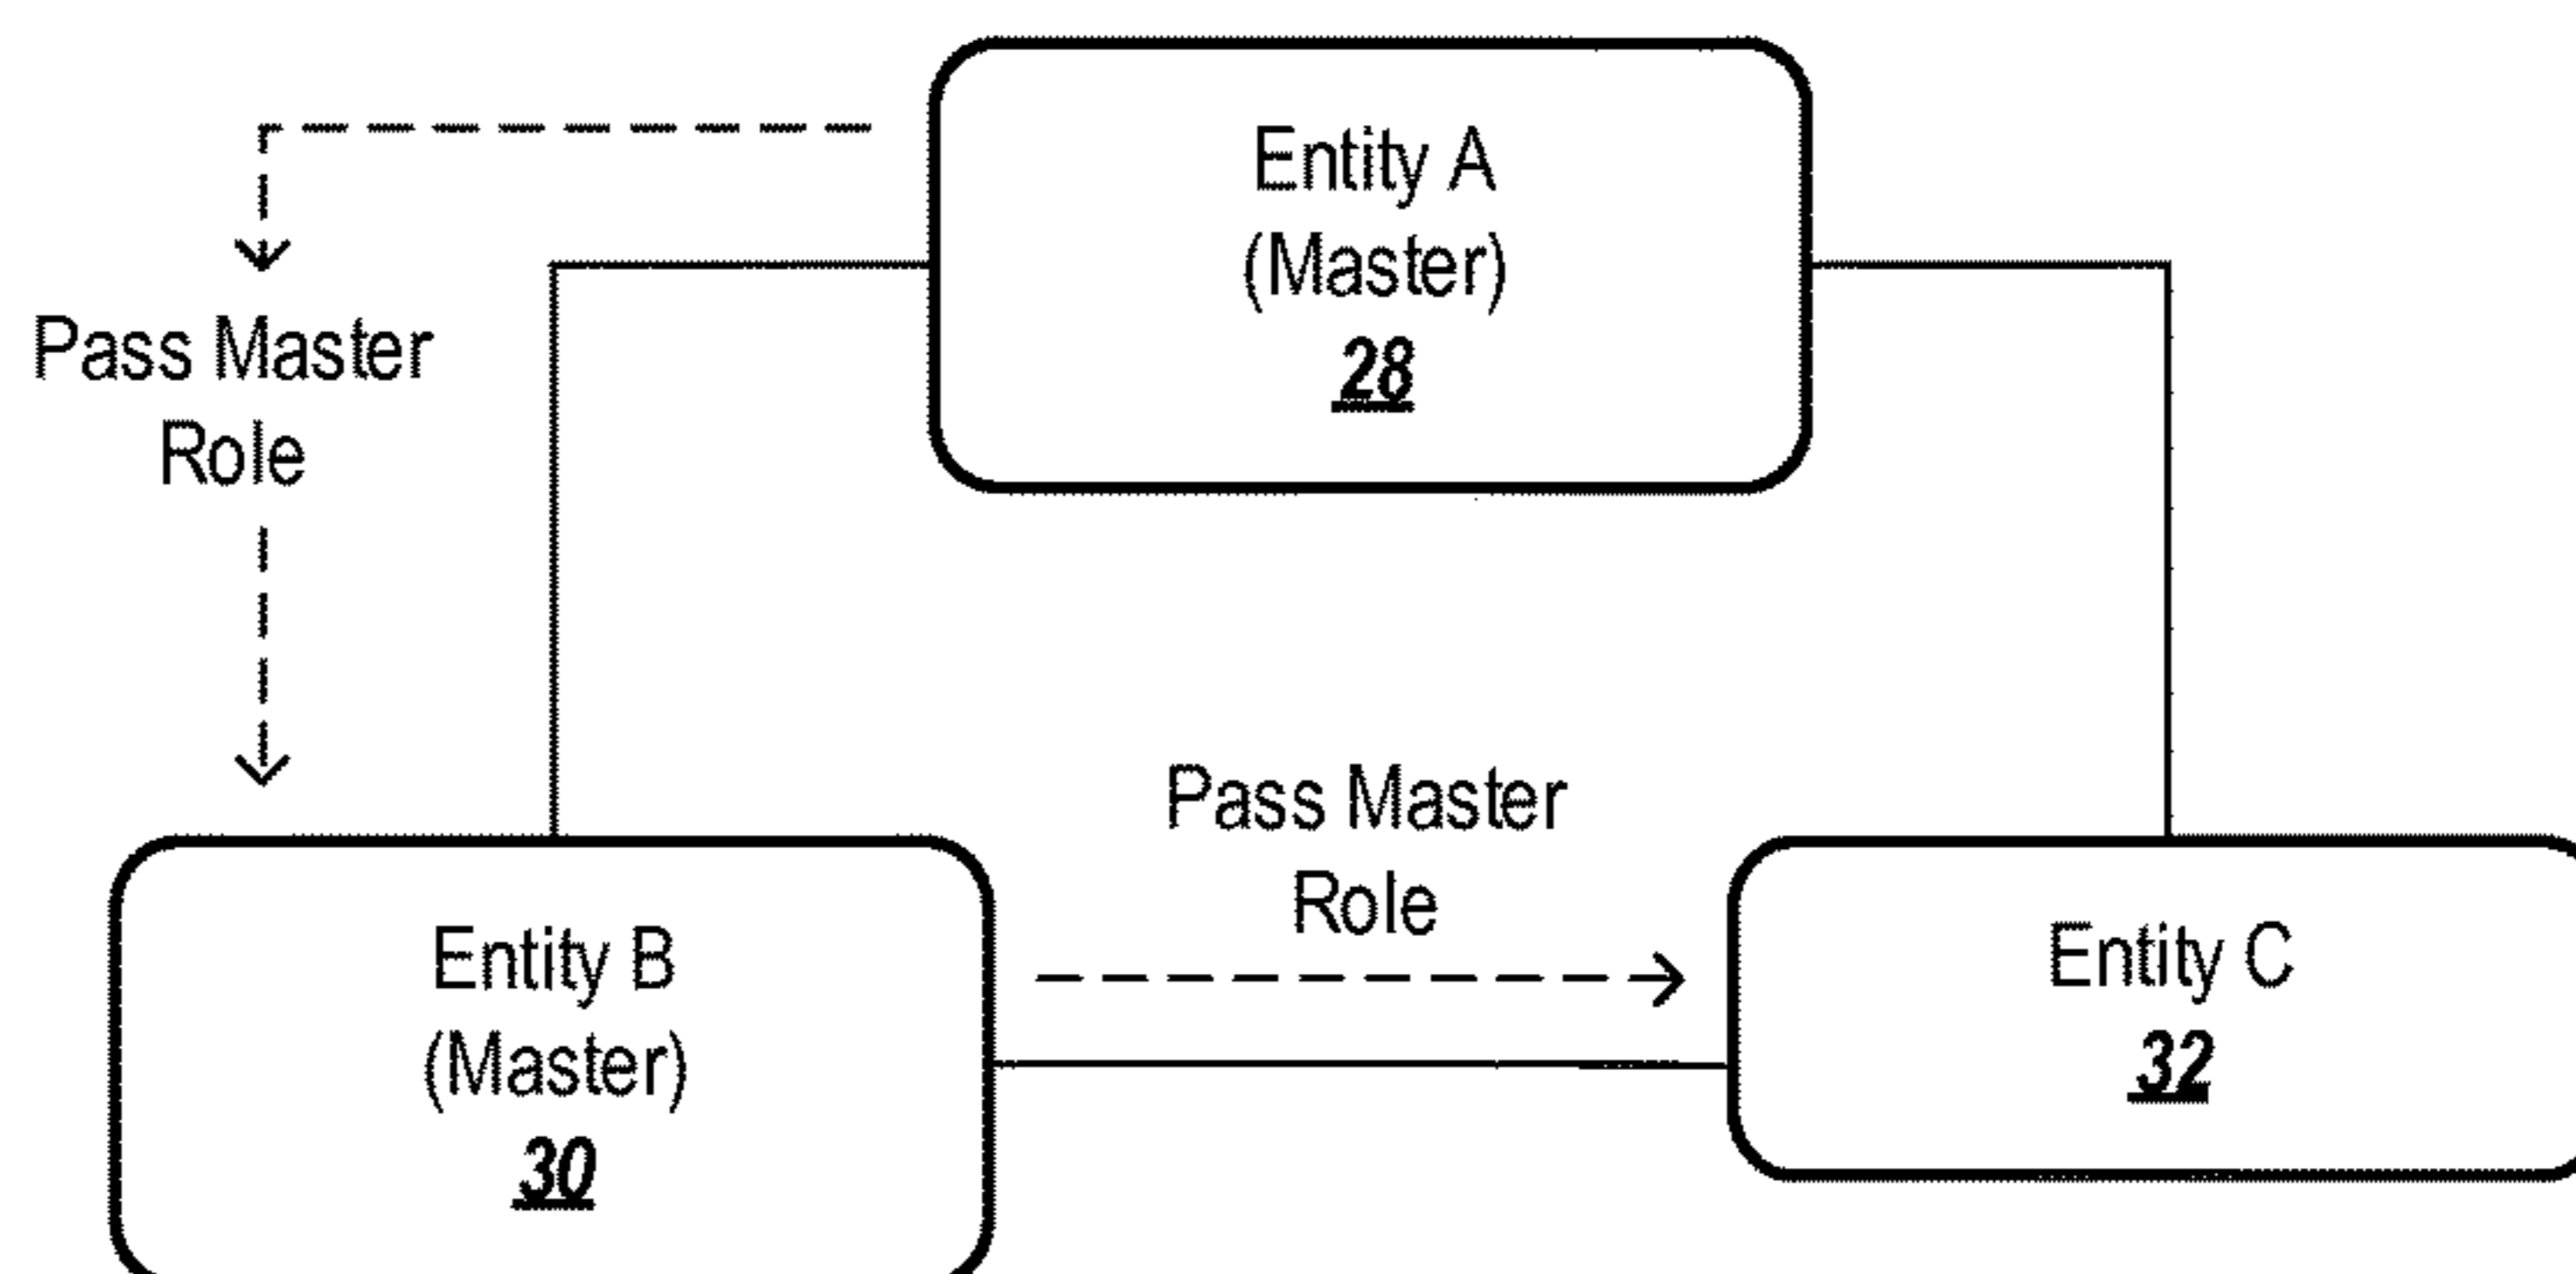 Entity A
(Master)
28
Pass Master
Role
Pass Master
Role
Entity B
(Master)
30
Entity C
32